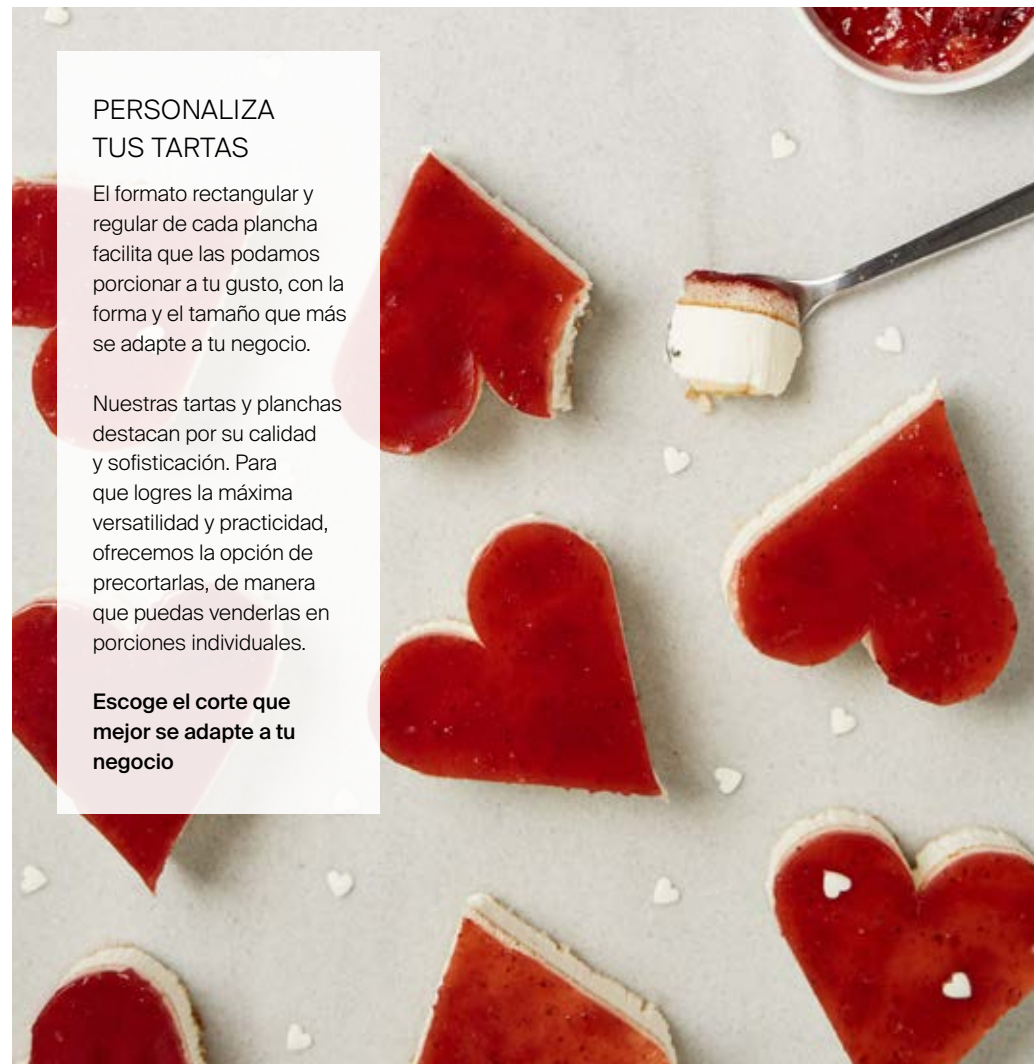 PERSONALIZA
TUS TARTAS
El formato rectangular y
regular de cada plancha
facilita que las podamos
porcionar a tu gusto, con la
forma y el tamaño que más
se adapte a tu negocio.
Nuestras tartas y planchas
destacan por su calidad
y sofisticación. Para
que logres la máxima
versatilidad y practicidad,
ofrecemos la opción de
precortarlas, de manera
que puedas venderlas en
porciones individuales.
Escoge el corte que
mejor se adapte a tu
negocio